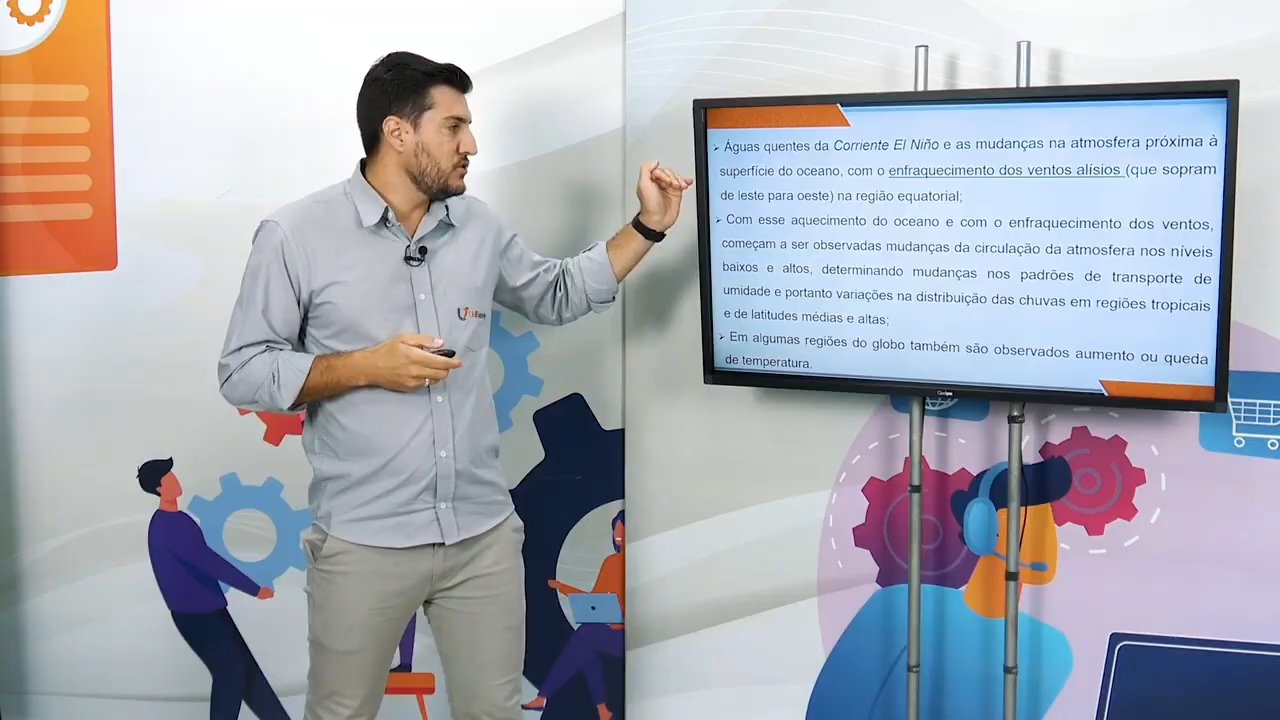 ➢ Águas quentes da Corriente El Niño e as mudanças na atmosfera próxima à
superfície do oceano, com o enfraquecimento dos ventos alísios (que sopram
de leste para oeste) na região equatorial;
➢ Com esse aquecimento do oceano e com o enfraquecimento dos ventos,
começam a ser observadas mudanças da circulação da atmosfera nos níveis
baixos e altos, determinando mudanças nos padrões de transporte de
umidade e portanto variações na distribuição das chuvas em regiões tropicais
e de latitudes médias e altas;
➢ Em algumas regiões do globo também são observados aumento ou queda
de temperatura.